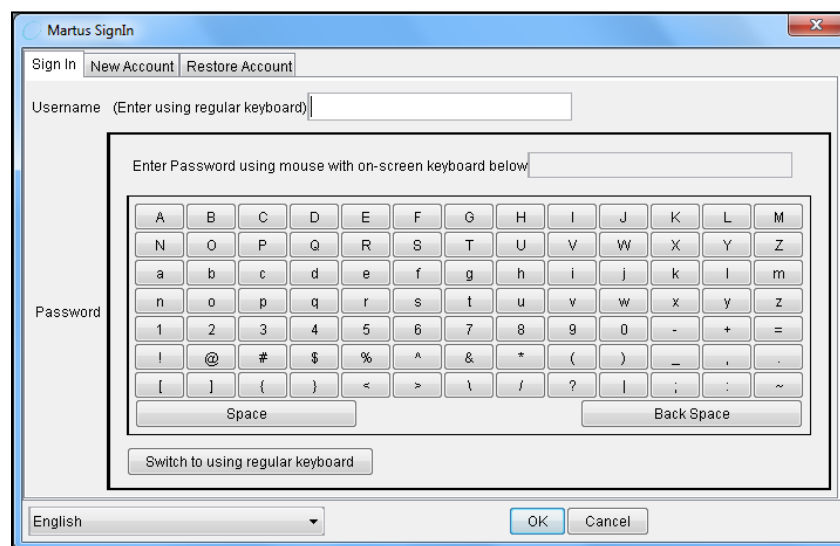 Martus SignIn
Sign In New Account Restore Account
Username (Enter using regular keyboard)
Enter Password using mouse with on-screen keyboard below
A B C D E F G H I J K L M
N O P Q R S T U V W X Y Z
a b c d e f g h i j k l m
Password
n o p q r s t u v w x y z
1 2 3 4 5 6 7 8 9 0 - + =
! @ # $ % ^ & * ( ) _ , .
[ ] { } < > \ / ? | ; : ~
Space Back Space
Switch to using regular keyboard
English OK Cancel